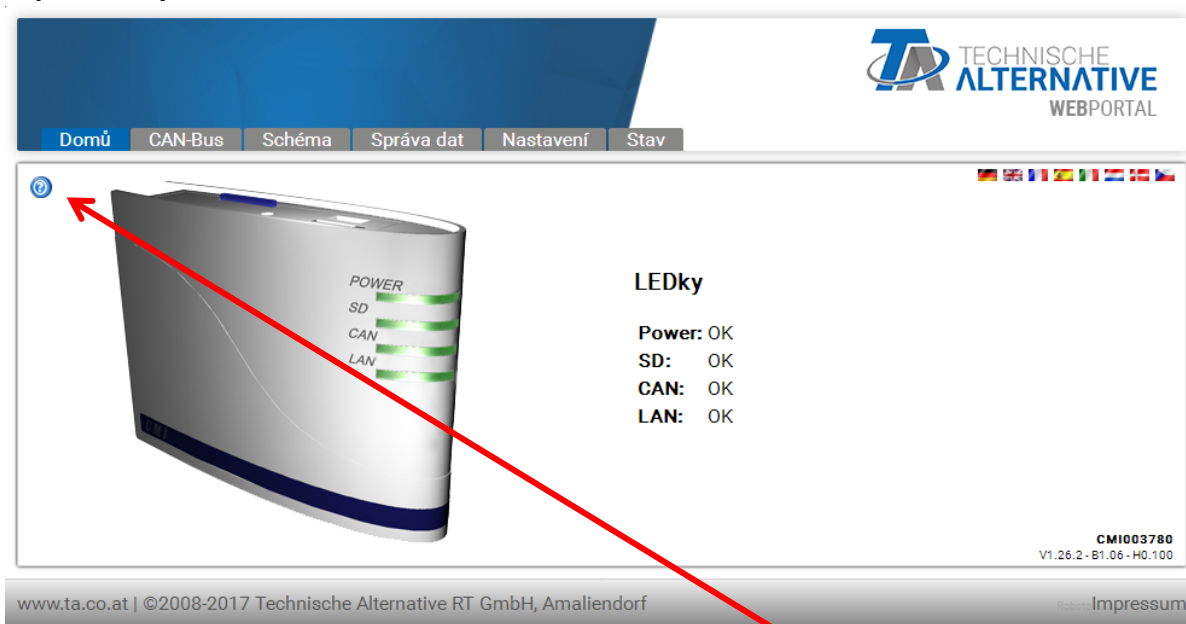 TECHNISCHE
ALTERNATIVE
WEBPORTAL
Domů CAN-Bus Schéma Správa dat Nastavení Stav
POWER
SD
CAN
LAN
CMI
LEDky
Power: OK
SD: OK
CAN: OK
LAN: OK
CMI003780
V1.26.2 - B1.06 - H0.100
www.ta.co.at | ©2008-2017 Technische Alternative RT GmbH, Amaliendorf
Impressum